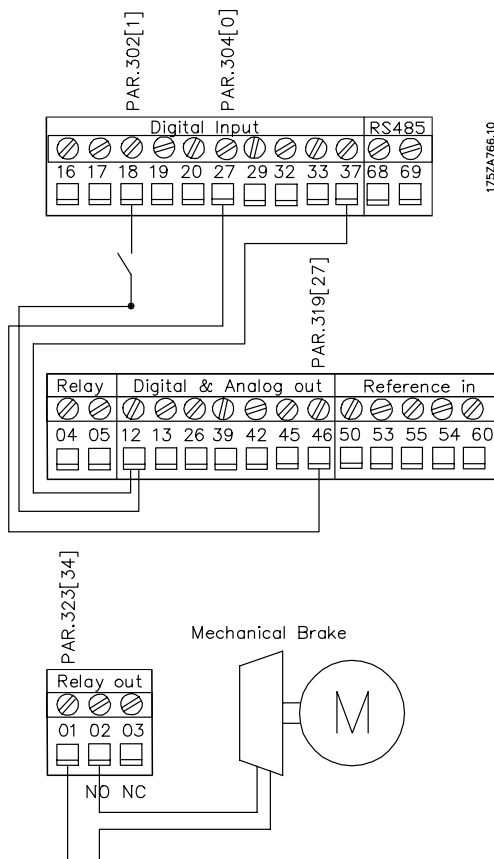 PAR.302[1]
PAR.304[0]
Digital Input
RS485
16 17 18 19 20 27 29 32 33 37 68 69
175ZA766.10
PAR.319[27]
Relay
Digital & Analog out
Reference in
04 05 12 13 26 39 42 45 46 50 53 55 54 60
PAR.323[34]
Mechanical Brake
Relay out
01 02 03
M
NO NC